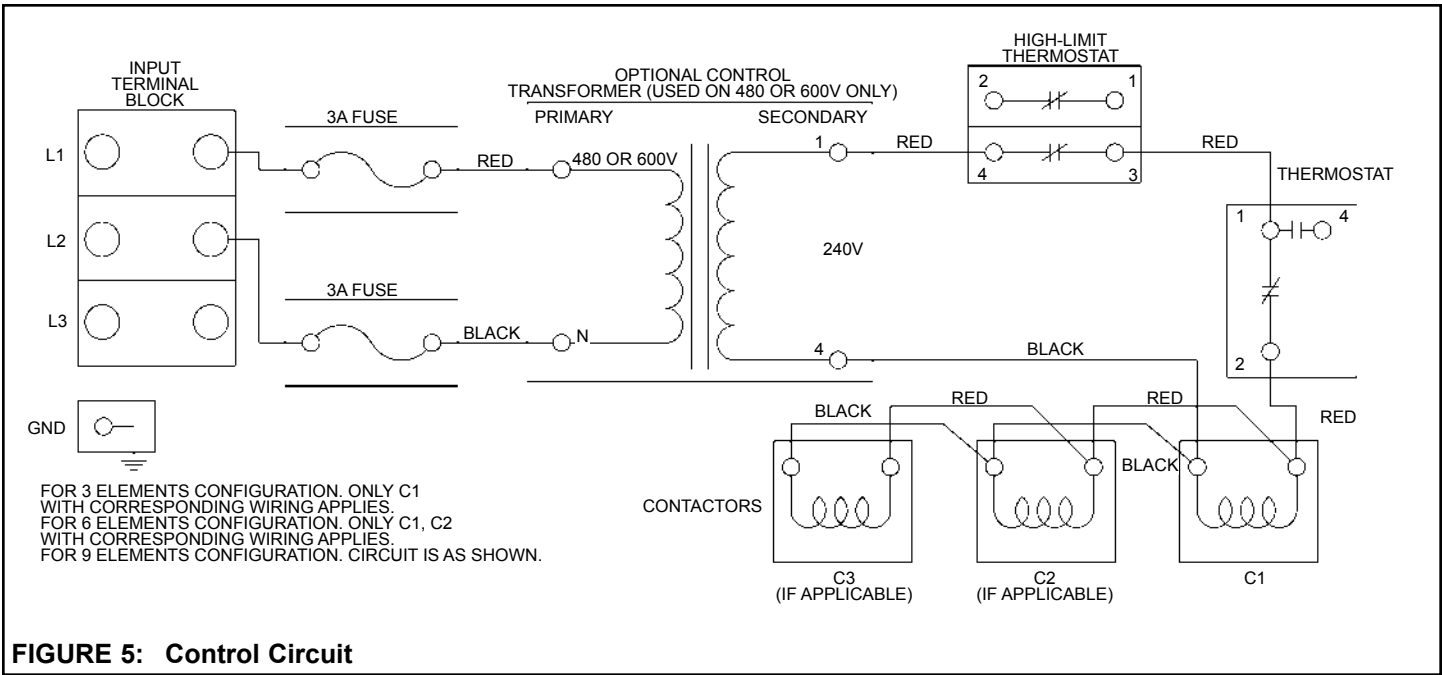 HIGH-LIMIT
THERMOSTAT
INPUT
TERMINAL
BLOCK
OPTIONAL CONTROL
TRANSFORMER (USED ON 480 OR 600V ONLY)
2
1
3A FUSE
PRIMARY
SECONDARY
L1
RED
480 OR 600V
1
RED
4
3
RED
THERMOSTAT
1
4
L2
240V
3A FUSE
L3
BLACK
N
4
BLACK
2
GND
BLACK
RED
RED
RED
BLACK
CONTACTORS
FOR 3 ELEMENTS CONFIGURATION. ONLY C1
WITH CORRESPONDING WIRING APPLIES.
FOR 6 ELEMENTS CONFIGURATION. ONLY C1, C2
WITH CORRESPONDING WIRING APPLIES.
FOR 9 ELEMENTS CONFIGURATION. CIRCUIT IS AS SHOWN.
C3
(IF APPLICABLE)
C2
(IF APPLICABLE)
C1
FIGURE 5: Control Circuit